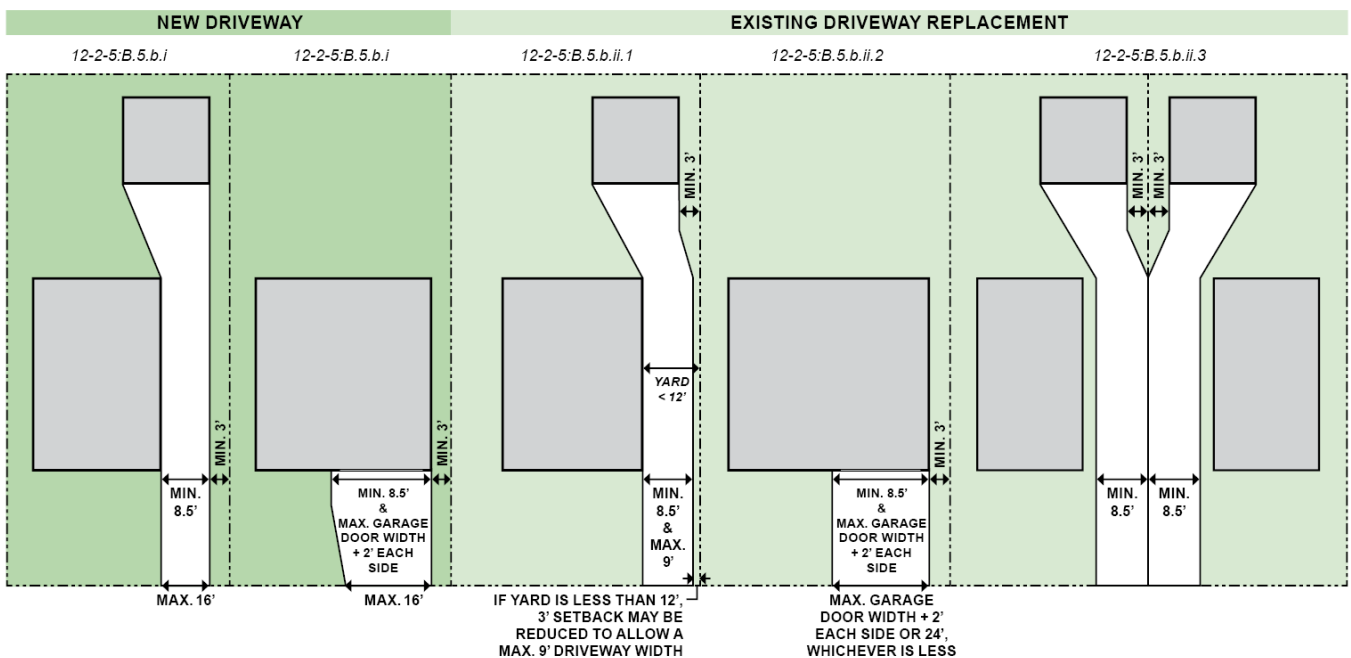 NEW DRIVEWAY
EXISTING DRIVEWAY REPLACEMENT
12-2-5:B.5.b.i
12-2-5:B.5.b.i
12-2-5:B.5.b.ii.1
12-2-5:B.5.b.ii.2
12-2-5:B.5.b.ii.3
MIN. 3’
MIN.
8.5’
MAX. 16’
MIN. 3’
MIN. 8.5’
&
MAX. GARAGE
DOOR WIDTH
+ 2’ EACH
SIDE
MAX. 16’
MIN. 3’
YARD
< 12’
MIN.
8.5’
&
MAX.
9’
IF YARD IS LESS THAN 12’,
3’ SETBACK MAY BE
REDUCED TO ALLOW A
MAX. 9’ DRIVEWAY WIDTH
MIN. 3’
MIN. 8.5’
&
MAX. GARAGE
DOOR WIDTH
+ 2’ EACH
SIDE
MAX. GARAGE
DOOR WIDTH + 2’
EACH SIDE OR 24’,
WHICHEVER IS LESS
MIN. 3’
MIN. 3’
MIN.
8.5’
MIN.
8.5’